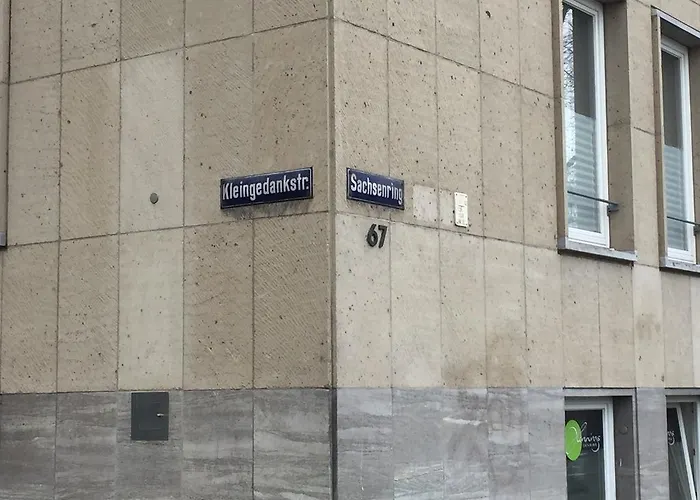 Kleingedankstr.
Sachsenring
67